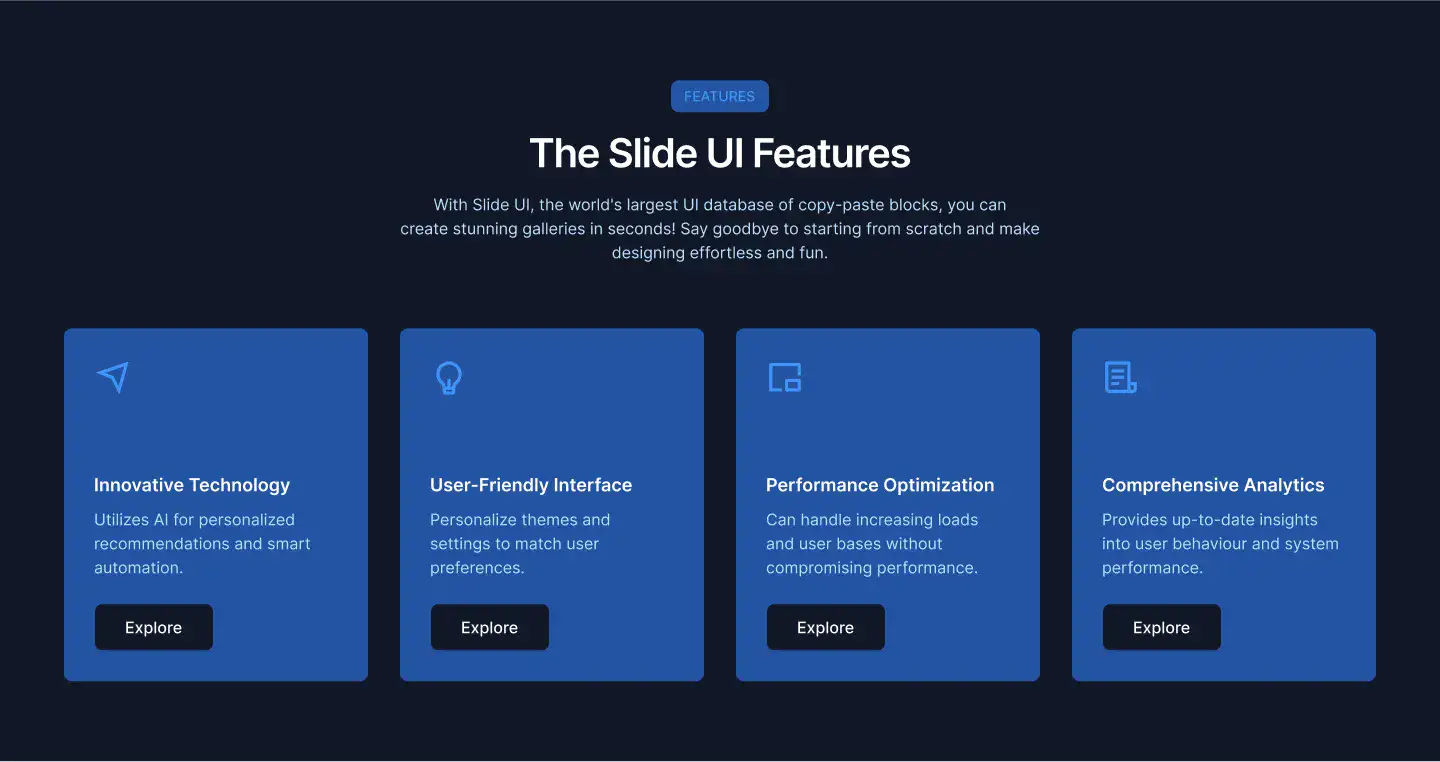 FEATURES
The Slide UI Features
With Slide UI, the world's largest UI database of copy-paste blocks, you can
create stunning galleries in seconds! Say goodbye to starting from scratch and make
designing effortless and fun.
Innovative Technology
Utilizes AI for personalized
recommendations and smart
automation.
Explore
User-Friendly Interface
Personalize themes and
settings to match user
preferences.
Explore
Performance Optimization
Can handle increasing loads
and user bases without
compromising performance.
Explore
Comprehensive Analytics
Provides up-to-date insights
into user behaviour and system
performance.
Explore